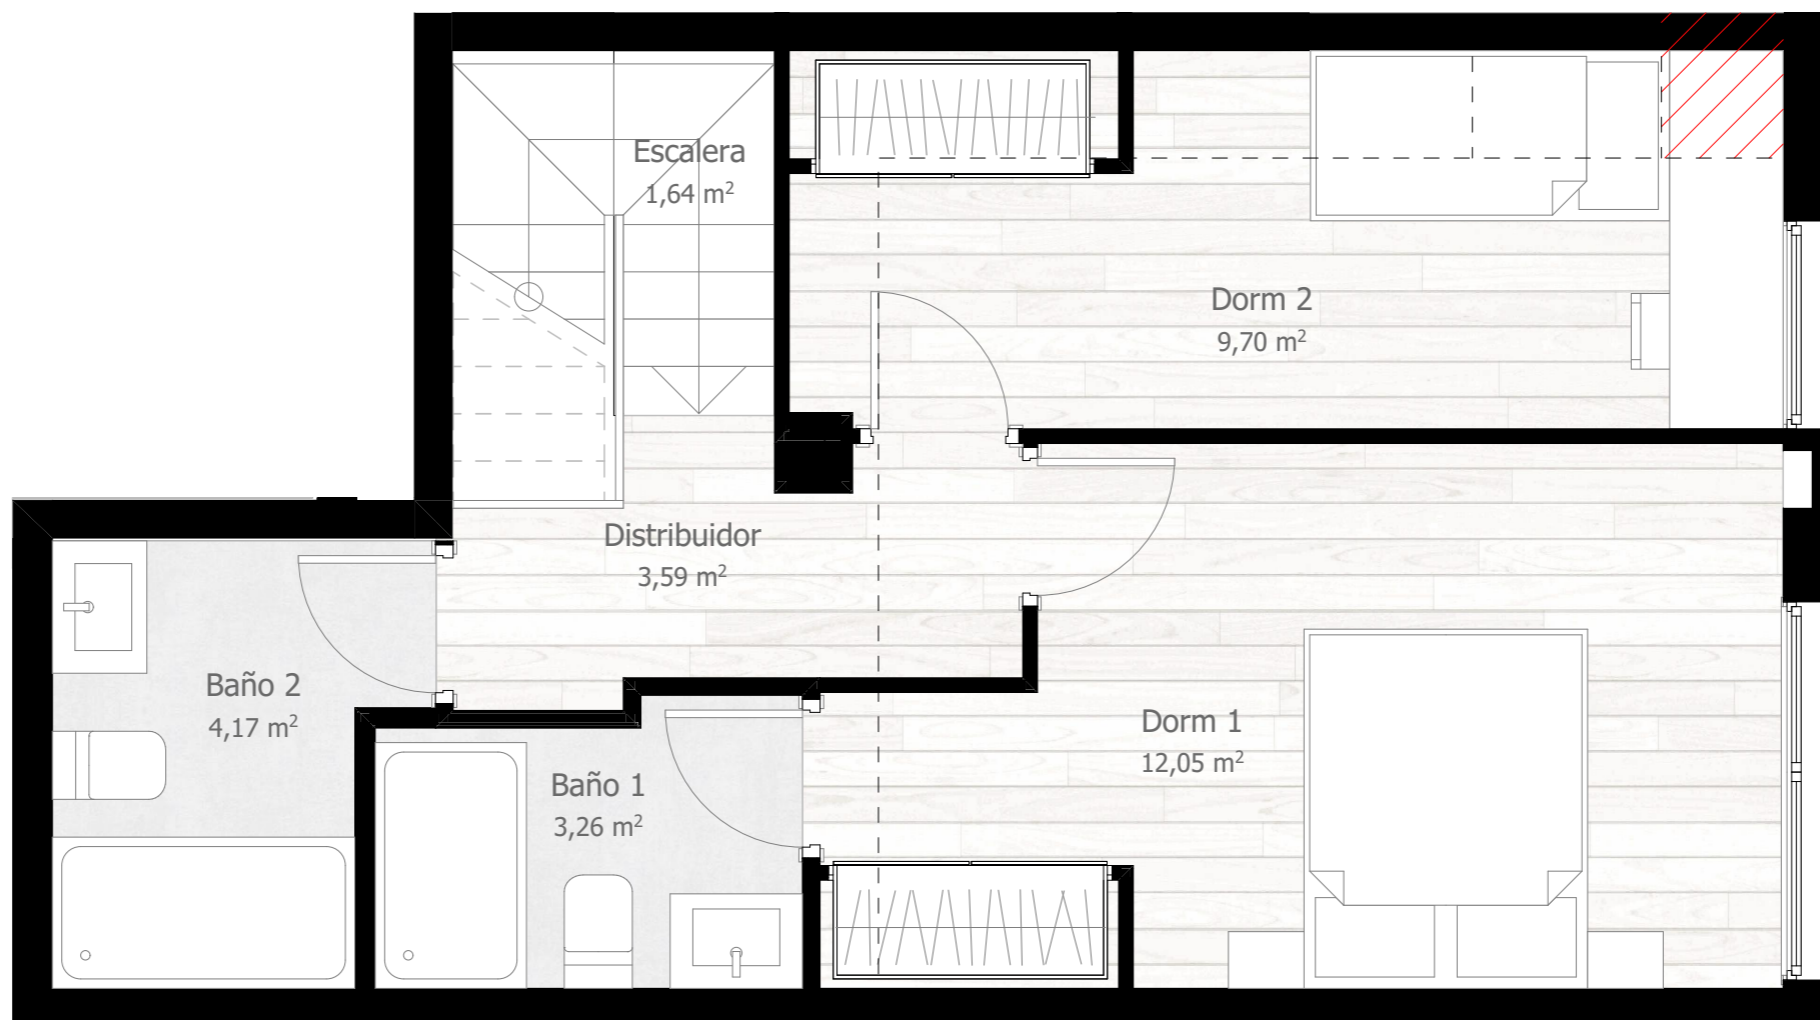 Escalera
1,64 m²
Dorm 2
9,70 m²
Distribuidor
3,59 m²
Baño 2
4,17 m²
Dorm 1
12,05 m²
Baño 1
3,26 m²